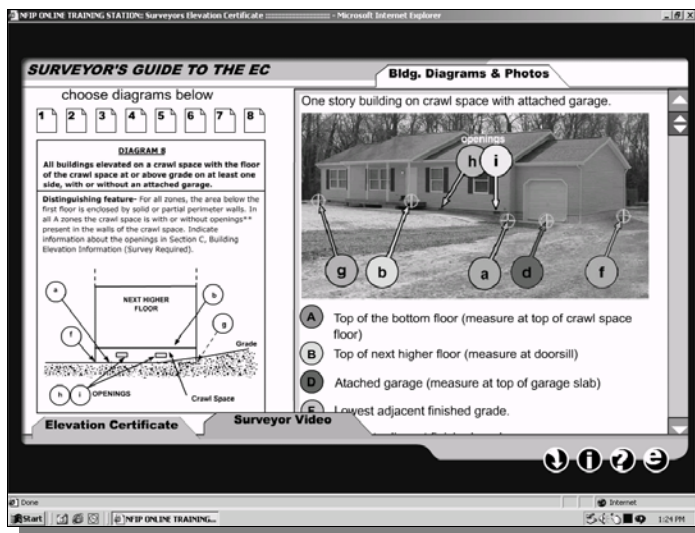 NFIP ONLINE TRAINING STATION: Surveyors Elevation Certificate - Microsoft Internet Explorer
SURVEYOR'S GUIDE TO THE EC
Bldg. Diagrams & Photos
choose diagrams below
1 2 3 4 5 6 7 8
DIAGRAM 8
All buildings elevated on a crawl space with the floor
of the crawl space at or above grade on at least one
side, with or without an attached garage.
Distinguishing feature- For all zones, the area below the
first floor is enclosed by solid or partial perimeter walls. In
all A zones the crawl space is with or without openings**
present in the walls of the crawl space. Indicate
information about the openings in Section C, Building
Elevation Information (Survey Required).
a
NEXT HIGHER
FLOOR
b
f
g
Grade
h i OPENINGS
Crawl Space
One story building on crawl space with attached garage.
openings
h i
g b a d f
A Top of the bottom floor (measure at top of crawl space
floor)
B Top of next higher floor (measure at doorsill)
D Atached garage (measure at top of garage slab)
F Lowest adjacent finished grade.
Elevation Certificate
Surveyor Video
i ? e
Done
Internet
Start
NFIP ONLINE TRAINING...
1:24 PM